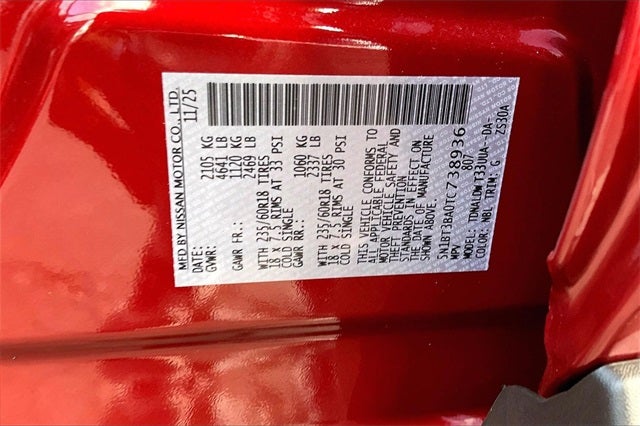 MFD BY NISSAN MOTOR CO., LTD.
DATE: 11/25
GVWR: 2105 KG
4641 LB
GAWR FR.: 1120 KG
2469 LB
WITH 235/60R18 TIRES
18 X 7.5 RIMS AT 33 PSI
COLD SINGLE
GAWR RR.: 1060 KG
2337 LB
WITH 235/60R18 TIRES
18 X 7.5 RIMS AT 30 PSI
COLD SINGLE
THIS VEHICLE CONFORMS TO
ALL APPLICABLE FEDERAL
MOTOR VEHICLE SAFETY AND
THEFT PREVENTION
STANDARDS IN EFFECT ON
THE DATE OF MANUFACTURE
SHOWN ABOVE.
5N1BT3BA0TC738936
MPV 807
COLOR: NBL TRIM: G
ZS30A